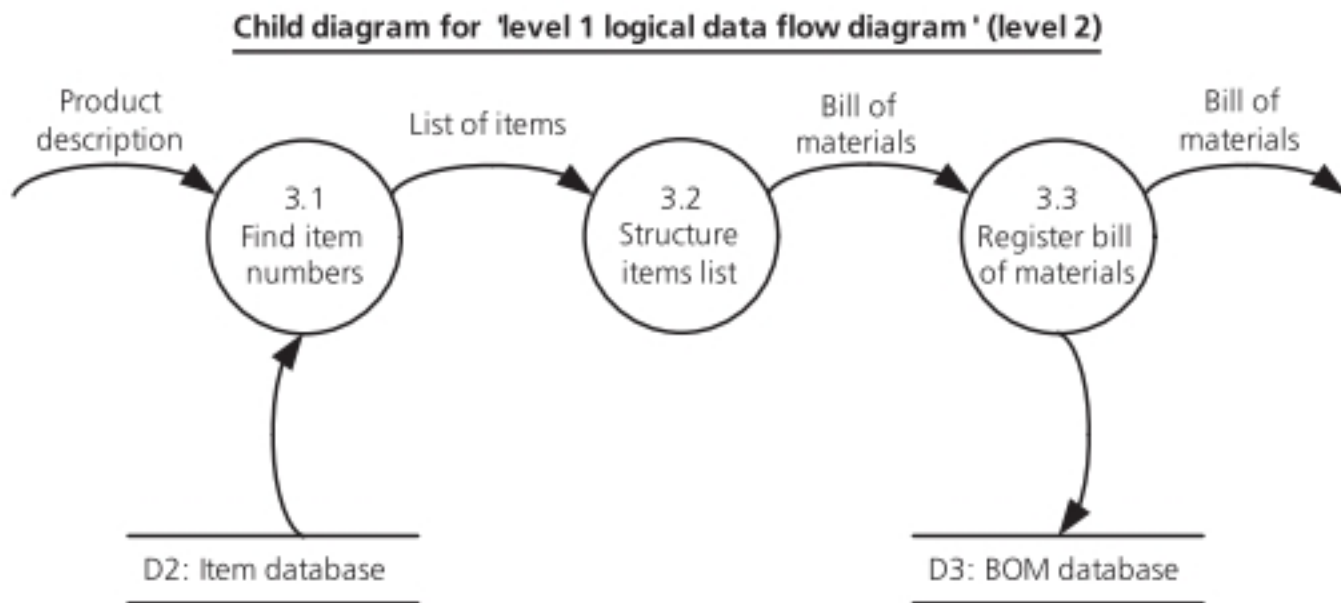 Child diagram for 'level 1 logical data flow diagram' (level 2)
Product
description
List of items
Bill of
materials
Bill of
materials
3.1
Find item
numbers
3.2
Structure
items list
3.3
Register bill
of materials
D2: Item database
D3: BOM database